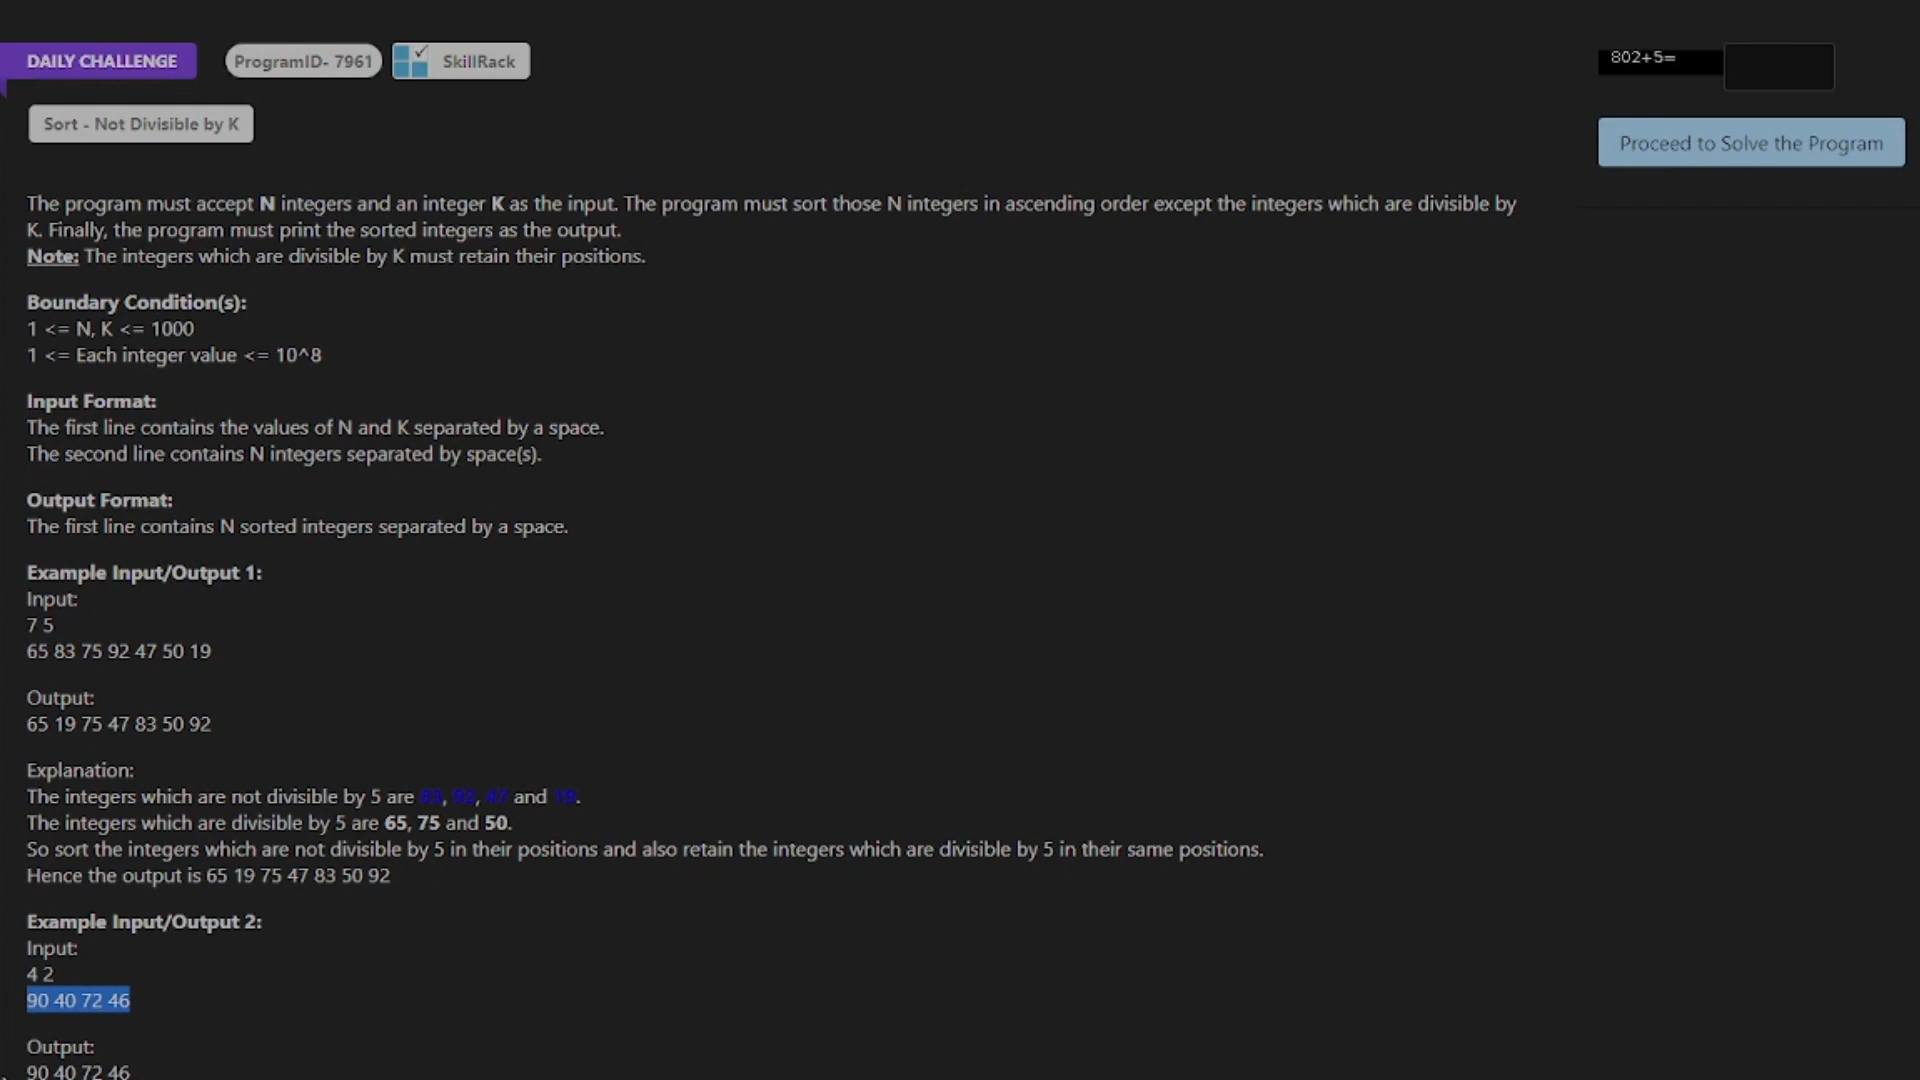 DAILY CHALLENGE
ProgramID- 7961
SkillRack
802+5=
Sort - Not Divisible by K
Proceed to Solve the Program
The program must accept N integers and an integer K as the input. The program must sort those N integers in ascending order except the integers which are divisible by
K. Finally, the program must print the sorted integers as the output.
Note: The integers which are divisible by K must retain their positions.
Boundary Condition(s):
1 <= N, K <= 1000
1 <= Each integer value <= 10^8
Input Format:
The first line contains the values of N and K separated by a space.
The second line contains N integers separated by space(s).
Output Format:
The first line contains N sorted integers separated by a space.
Example Input/Output 1:
Input:
7 5
65 83 75 92 47 50 19
Output:
65 19 75 47 83 50 92
Explanation:
The integers which are not divisible by 5 are 83, 92, 47 and 19.
The integers which are divisible by 5 are 65, 75 and 50.
So sort the integers which are not divisible by 5 in their positions and also retain the integers which are divisible by 5 in their same positions.
Hence the output is 65 19 75 47 83 50 92
Example Input/Output 2:
Input:
4 2
90 40 72 46
Output:
90 40 72 46